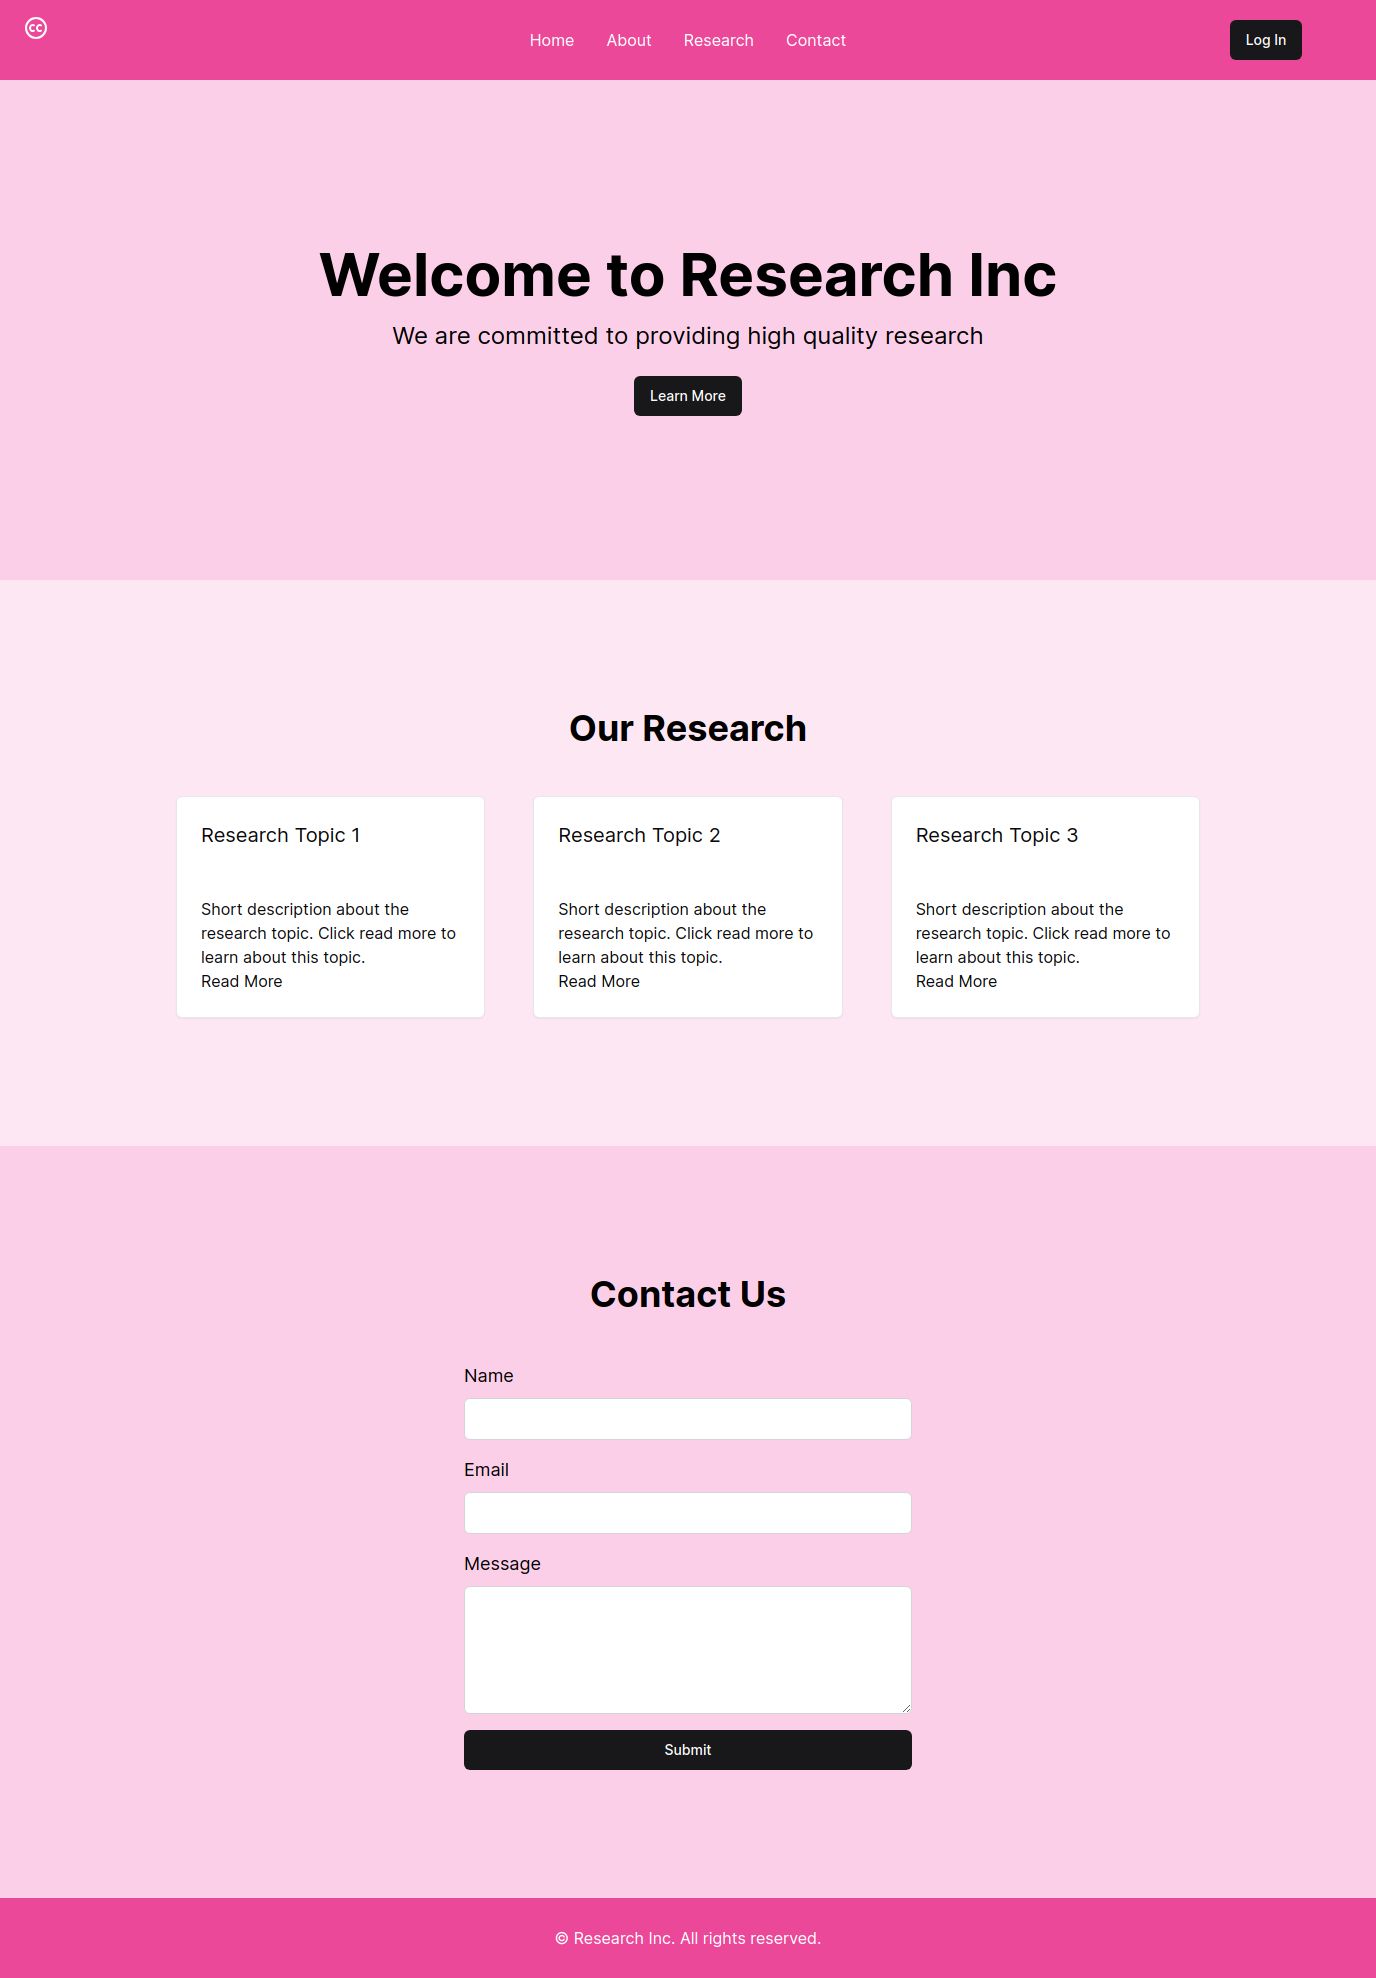 cc
Home About Research Contact Log In
Welcome to Research Inc
We are committed to providing high quality research
Learn More
Our Research
Research Topic 1
Short description about the
research topic. Click read more to
learn about this topic.
Read More
Research Topic 2
Short description about the
research topic. Click read more to
learn about this topic.
Read More
Research Topic 3
Short description about the
research topic. Click read more to
learn about this topic.
Read More
Contact Us
Name
Email
Message
Submit
© Research Inc. All rights reserved.